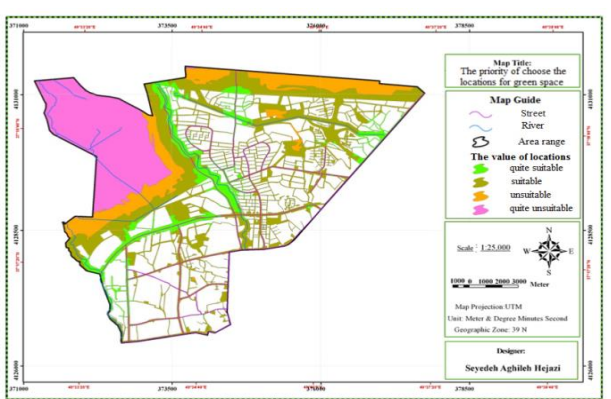 371000 373500 376000 378500
Map Title:
The priority of choose the
locations for green space
Map Guide
Street
River
Area range
The value of locations
quite suitable
suitable
unsuitable
quite unsuitable
N
W E
S
Scale : 1:25.000
1000 0 1000 2000 3000 Meter
Map Projection UTM
Unit: Meter & Degree Minutes Second
Geographic Zone: 39 N
Designer:
Seyedeh Aghileh Hejazi
4131000
4128500
4126000
4131000
4128500
4126000
371000 373500 376000 378500